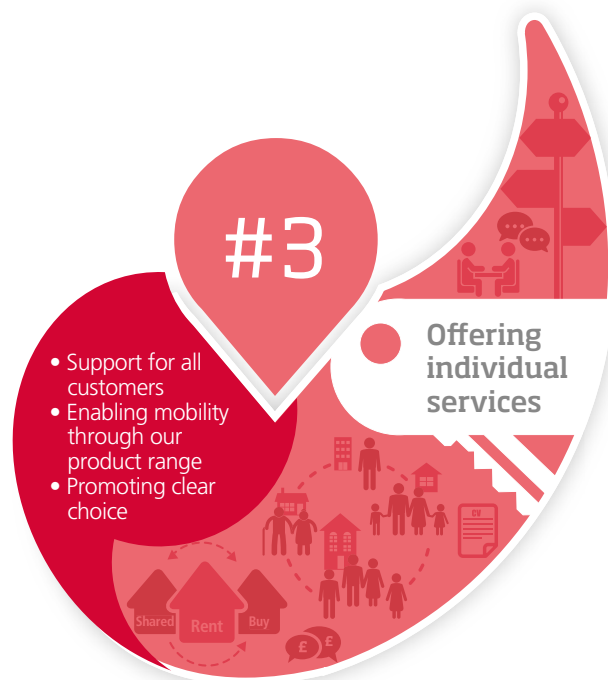 #3
Offering
individual
services
• Support for all
customers
• Enabling mobility
through our
product range
• Promoting clear
choice
CV
Shared
Rent
Buy
£
£